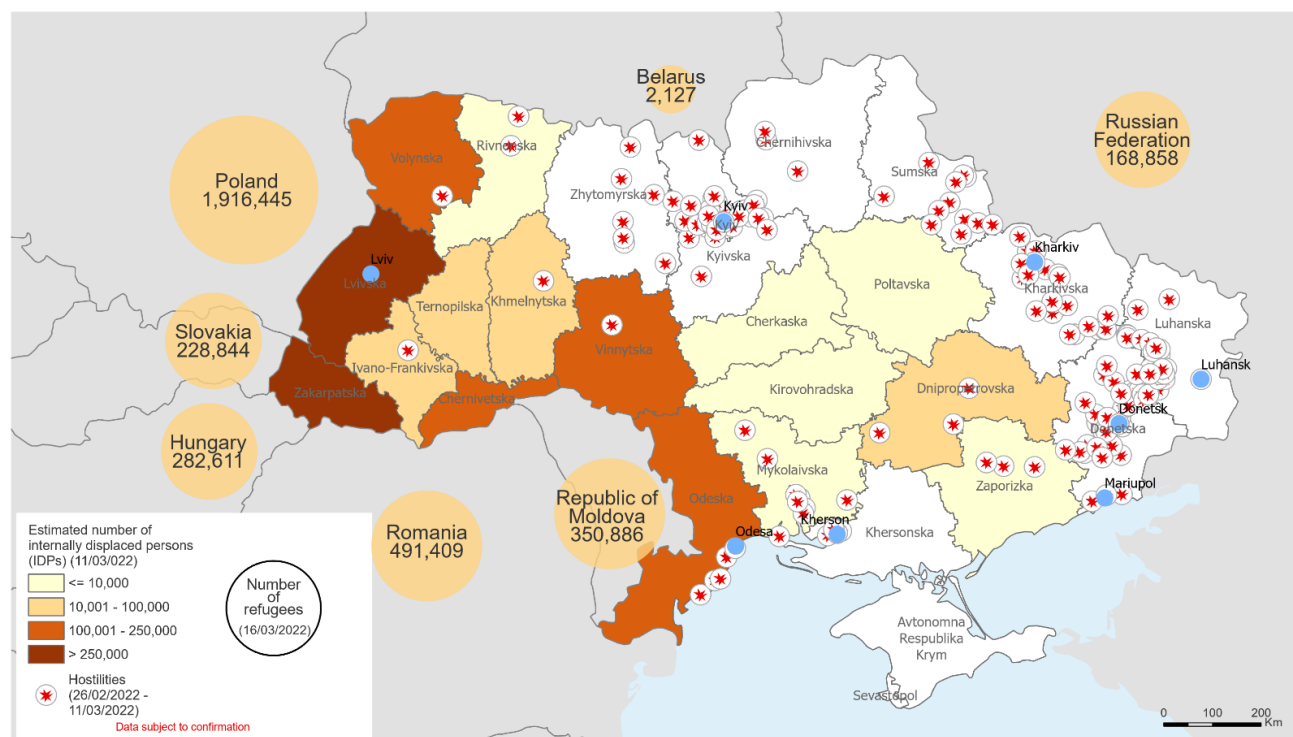 Belarus
2,127
Russian
Federation
168,858
Poland
1,916,445
Slovakia
228,844
Hungary
282,611
Romania
491,409
Republic of
Moldova
350,886
Volynska
Rivnenska
Zhytomyrska
Chernihivska
Sumska
Kyiv
Kyiv
Kyivska
Lviv
Lvivska
Ternopilska
Khmelnytska
Vinnytska
Ivano-Frankivska
Zakarpatska
Chernivetska
Cherkaska
Poltavska
Kirovohradska
Kharkiv
Kharkivska
Luhanska
Luhansk
Dnipropetrovska
Donetsk
Donetska
Mykolaivska
Zaporizka
Mariupol
Odeska
Odesa
Kherson
Khersonska
Avtonomna
Respublika
Krym
Sevastopol
Estimated number of
internally displaced persons
(IDPs) (11/03/022)
<= 10,000
10,001 - 100,000
100,001 - 250,000
> 250,000
Hostilities
(26/02/2022 -
11/03/2022)
Data subject to confirmation
Number
of
refugees
(16/03/2022)
0 100 200
Km